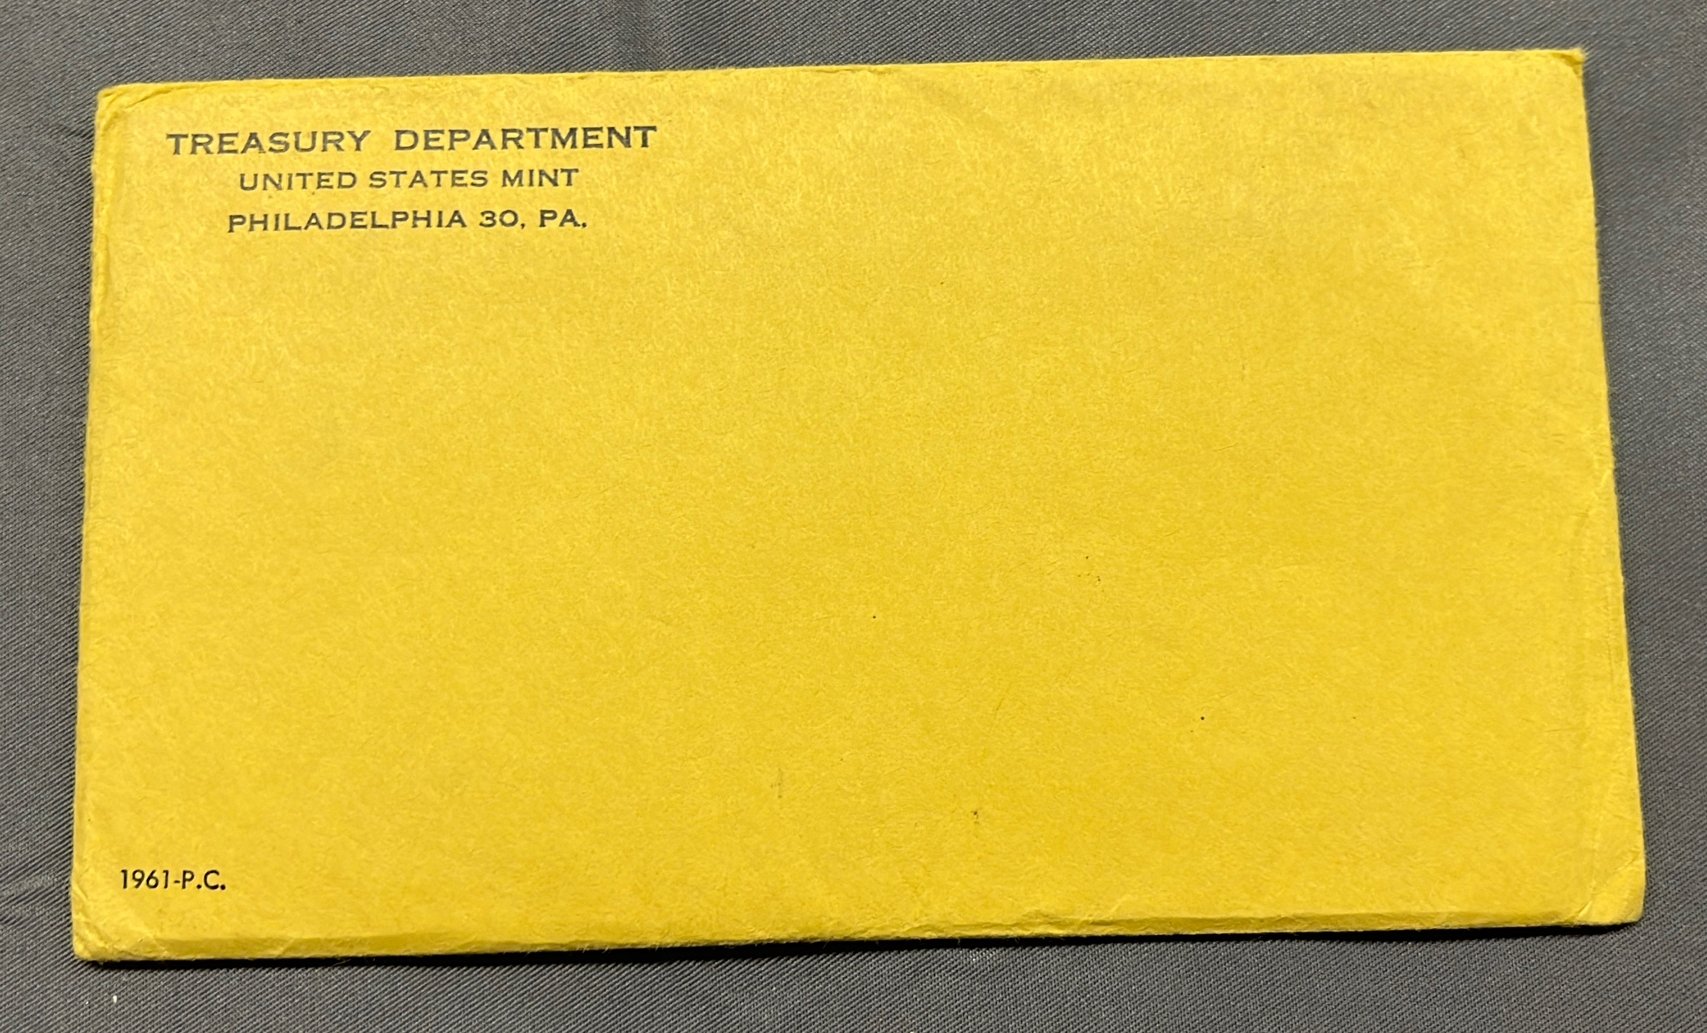 TREASURY DEPARTMENT
UNITED STATES MINT
PHILADELPHIA 30, PA.
1961-P.C.